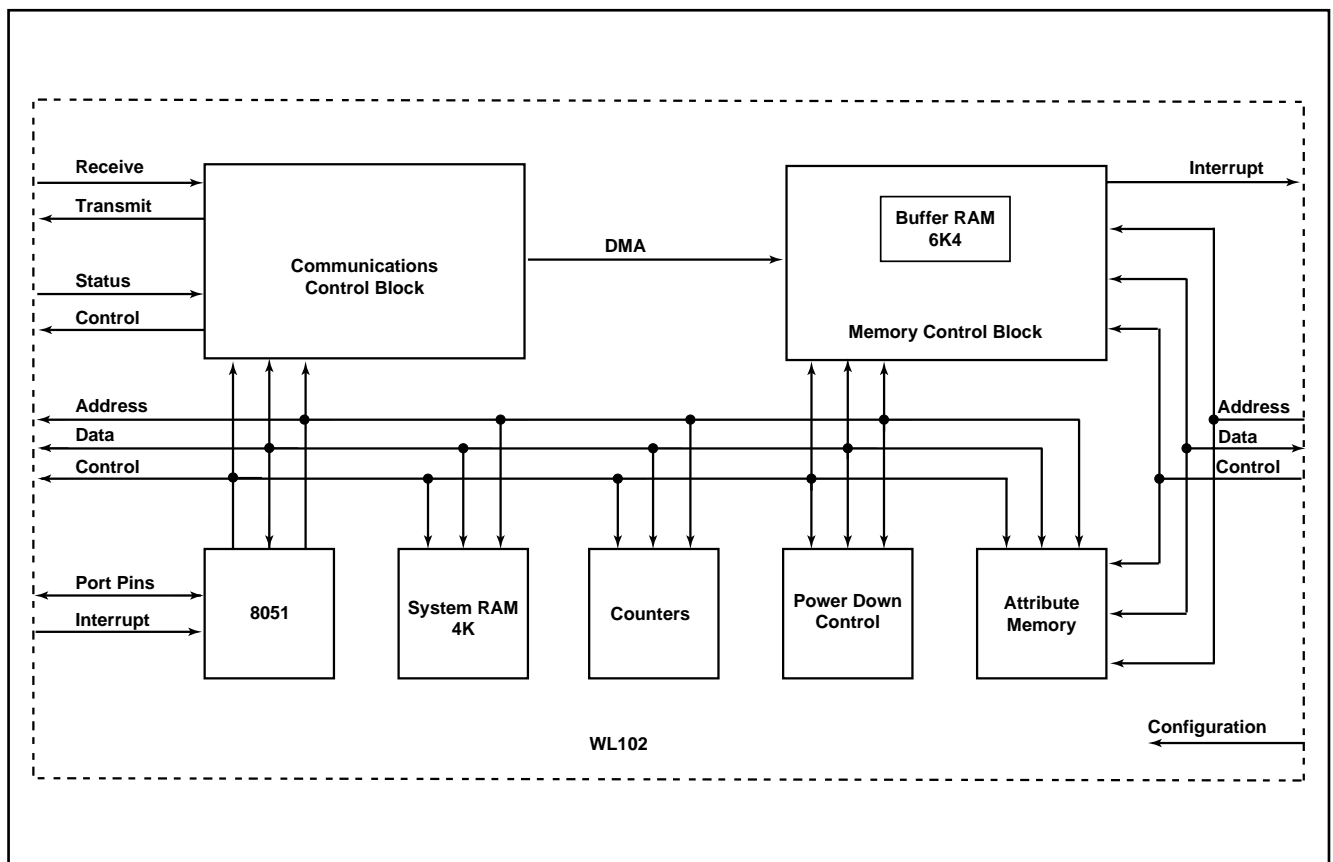 Receive
Transmit
Status
Control
Communications
Control Block
DMA
Buffer RAM
6K4
Memory Control Block
Interrupt
Address
Data
Control
Address
Data
Control
Port Pins
Interrupt
8051
System RAM
4K
Counters
Power Down
Control
Attribute
Memory
Configuration
WL102